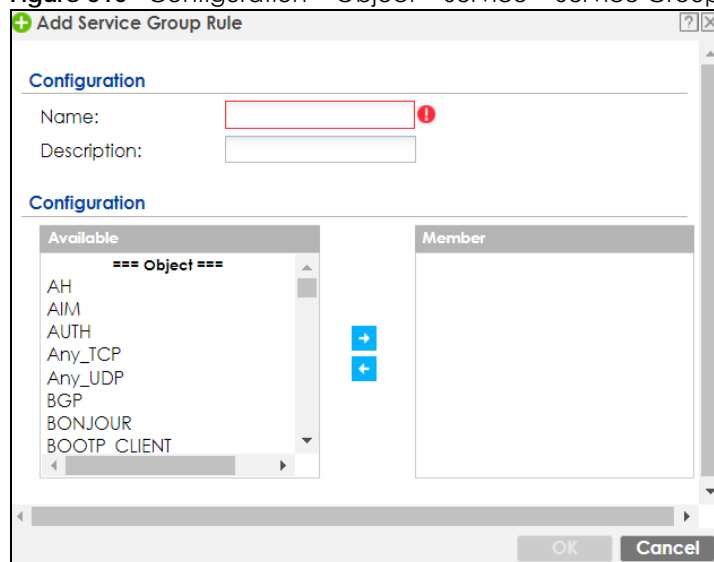 Add Service Group Rule
?
Configuration
Name:
Description:
Configuration
Available
Member
=== Object ===
AH
AIM
AUTH
Any_TCP
Any_UDP
BGP
BONJOUR
BOOTP_CLIENT
OK
Cancel